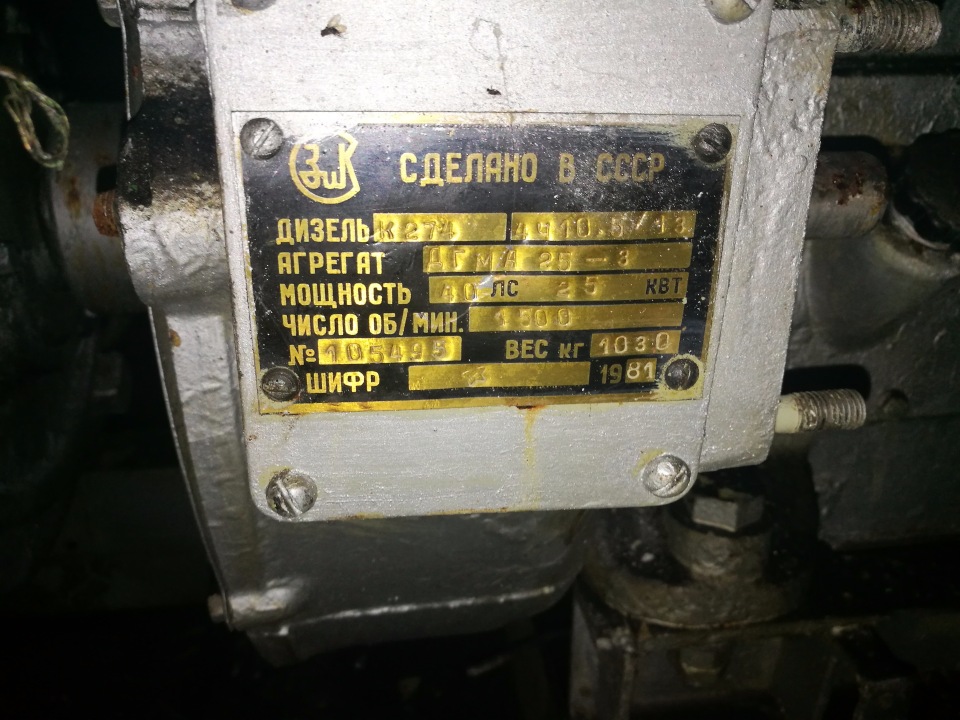 СДЕЛАНО В СССР
ДИЗЕЛЬ К 274 4Ч10.5/13
АГРЕГАТ ДГМА 25-3
МОЩНОСТЬ 40 ЛС 25 КВТ
ЧИСЛО ОБ/МИН. 1500
№ 105495 ВЕС кг 1030
ШИФР 1981